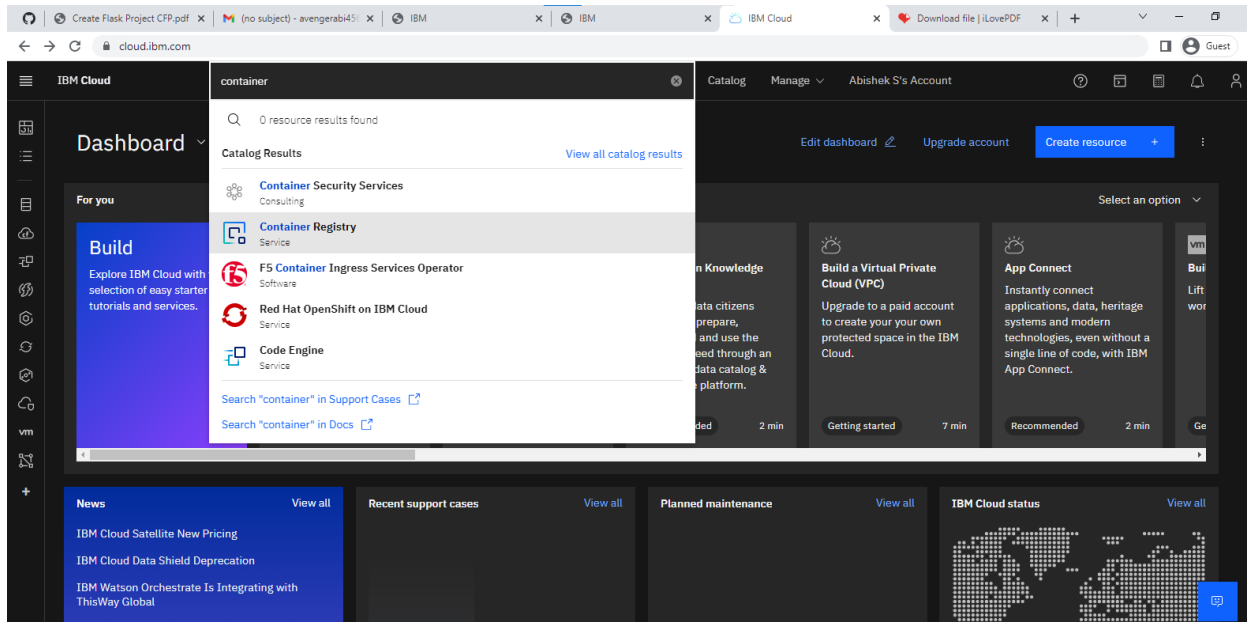 Create Flask Project CFP.pdf
(no subject) - avengerabi45
IBM
IBM
IBM Cloud
Download file | iLovePDF
cloud.ibm.com
Guest
IBM Cloud
container
Catalog
Manage
Abishek S's Account
Dashboard
Edit dashboard
Upgrade account
Create resource +
0 resource results found
Catalog Results
View all catalog results
Container Security Services
Consulting
Container Registry
Service
F5 Container Ingress Services Operator
Software
Red Hat OpenShift on IBM Cloud
Service
Code Engine
Service
Search "container" in Support Cases
Search "container" in Docs
For you
Select an option
Build
Explore IBM Cloud with
selection of easy starter
tutorials and services.
n Knowledge
data citizens
prepare,
and use the
eed through an
data catalog &
platform.
ded
2 min
Build a Virtual Private
Cloud (VPC)
Upgrade to a paid account
to create your your own
protected space in the IBM
Cloud.
Getting started
7 min
App Connect
Instantly connect
applications, data, heritage
systems and modern
technologies, even without a
single line of code, with IBM
App Connect.
Recommended
2 min
vm
Bui
Lift
wor
Ge
vm
News
View all
IBM Cloud Satellite New Pricing
IBM Cloud Data Shield Deprecation
IBM Watson Orchestrate Is Integrating with
ThisWay Global
Recent support cases
View all
Planned maintenance
View all
IBM Cloud status
View all